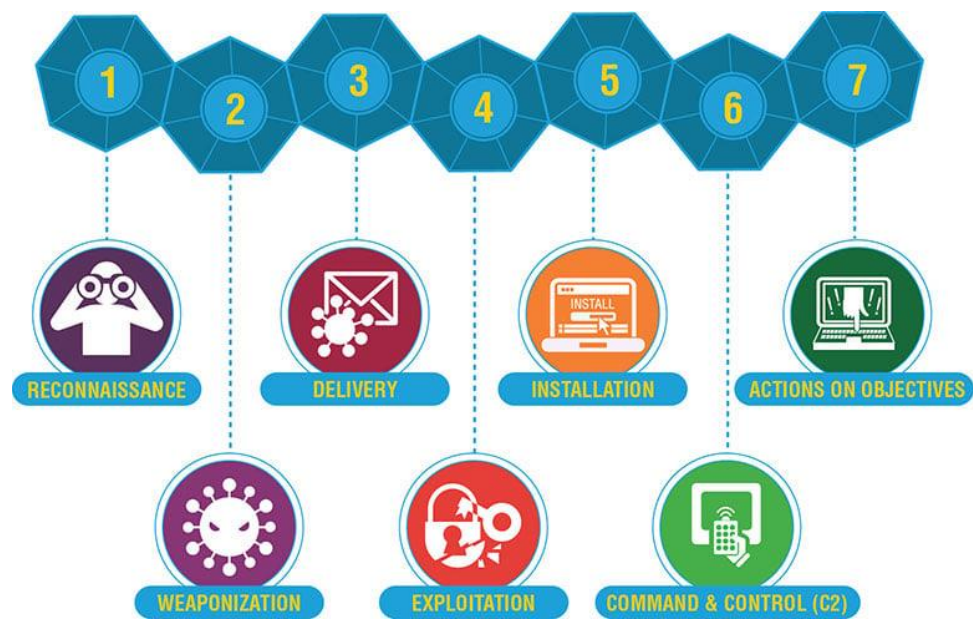 1
2
3
4
5
6
7
RECONNAISSANCE
DELIVERY
INSTALL
INSTALLATION
ACTIONS ON OBJECTIVES
WEAPONIZATION
EXPLOITATION
COMMAND & CONTROL (C2)